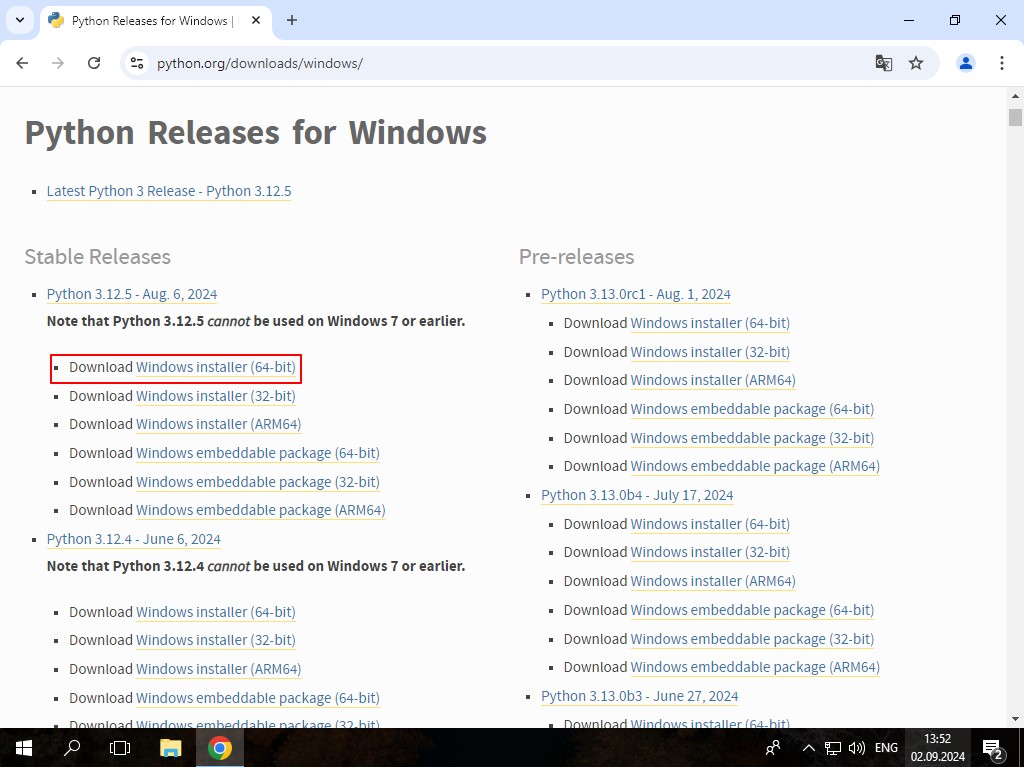 Python Releases for Windows |
python.org/downloads/windows/
Python Releases for Windows
Latest Python 3 Release - Python 3.12.5
Stable Releases
Python 3.12.5 - Aug. 6, 2024
Note that Python 3.12.5 cannot be used on Windows 7 or earlier.
Download Windows installer (64-bit)
Download Windows installer (32-bit)
Download Windows installer (ARM64)
Download Windows embeddable package (64-bit)
Download Windows embeddable package (32-bit)
Download Windows embeddable package (ARM64)
Python 3.12.4 - June 6, 2024
Note that Python 3.12.4 cannot be used on Windows 7 or earlier.
Download Windows installer (64-bit)
Download Windows installer (32-bit)
Download Windows installer (ARM64)
Download Windows embeddable package (64-bit)
Download Windows embeddable package (32-bit)
Pre-releases
Python 3.13.0rc1 - Aug. 1, 2024
Download Windows installer (64-bit)
Download Windows installer (32-bit)
Download Windows installer (ARM64)
Download Windows embeddable package (64-bit)
Download Windows embeddable package (32-bit)
Download Windows embeddable package (ARM64)
Python 3.13.0b4 - July 17, 2024
Download Windows installer (64-bit)
Download Windows installer (32-bit)
Download Windows installer (ARM64)
Download Windows embeddable package (64-bit)
Download Windows embeddable package (32-bit)
Download Windows embeddable package (ARM64)
Python 3.13.0b3 - June 27, 2024
Download Windows installer (64-bit)
ENG
13:52
02.09.2024
2